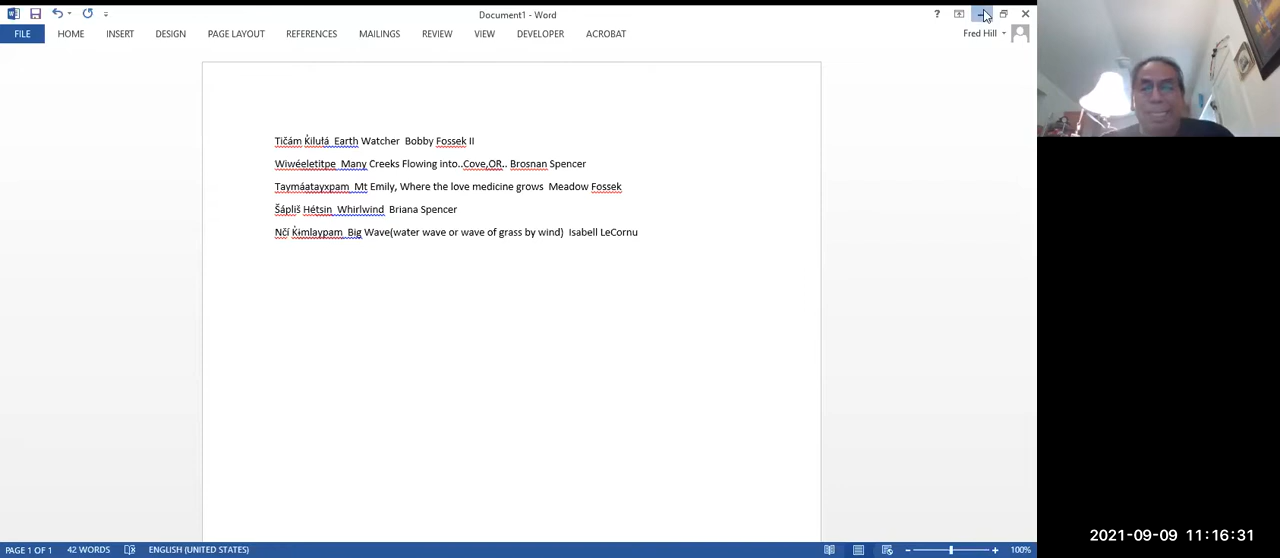 Document1 - Word
?
FILE HOME INSERT DESIGN PAGE LAYOUT REFERENCES MAILINGS REVIEW VIEW DEVELOPER ACROBAT
Fred Hill
Tičám K̓ilułá  Earth Watcher  Bobby Fossek II
Wiwéeletitpe  Many Creeks Flowing into..Cove,OR.. Brosnan Spencer
Taymáatayxpam  Mt Emily, Where the love medicine grows  Meadow Fossek
Šápliš Hétsin  Whirlwind  Briana Spencer
Nčí K̓ɨmlaypam  Big Wave(water wave or wave of grass by wind)  Isabell LeCornu
2021-09-09 11:16:31
PAGE 1 OF 1 42 WORDS ENGLISH (UNITED STATES) 100%